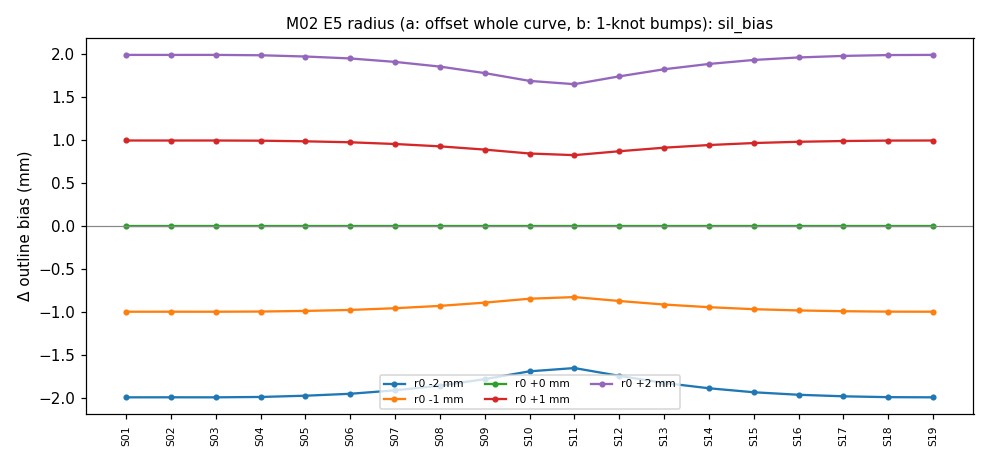 M02 E5 radius (a: offset whole curve, b: 1-knot bumps): sil_bias
Δ outline bias (mm)
2.0
1.5
1.0
0.5
0.0
−0.5
−1.0
−1.5
−2.0
r0 -2 mm
r0 -1 mm
r0 +0 mm
r0 +1 mm
r0 +2 mm
S01 S02 S03 S04 S05 S06 S07 S08 S09 S10 S11 S12 S13 S14 S15 S16 S17 S18 S19